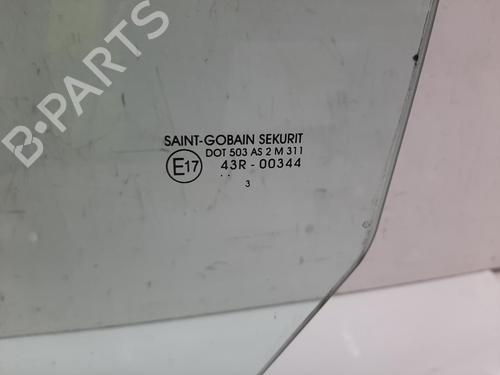 B-PARTS
SAINT-GOBAIN SEKURIT
DOT 503 AS 2 M 311
E17 43R - 00344
. .
3